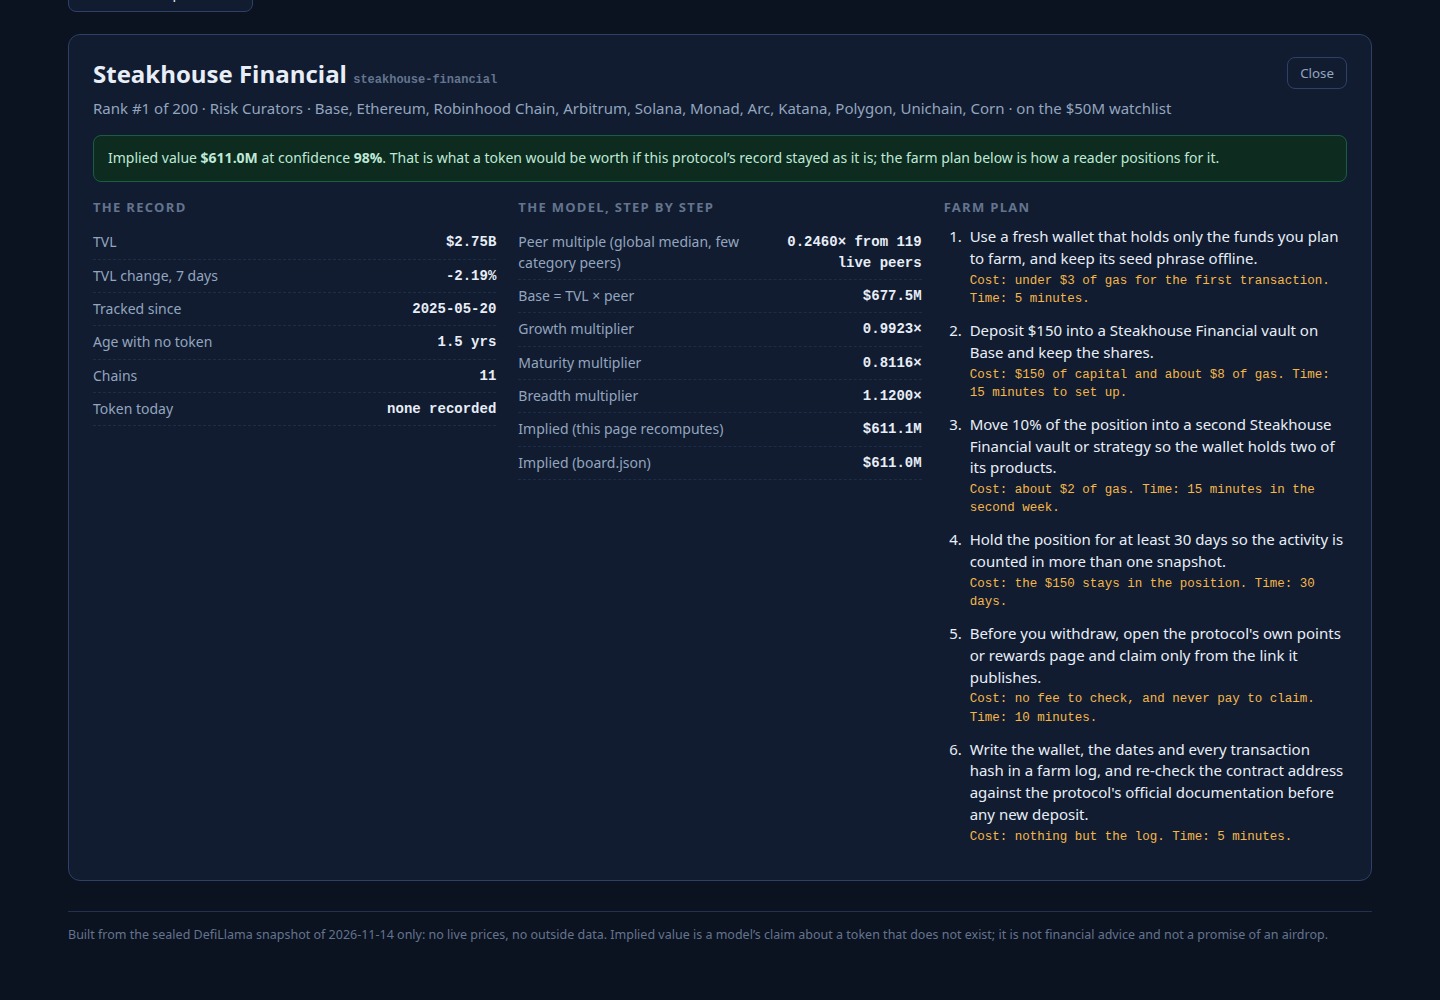 Steakhouse Financial steakhouse-financial
Close
Rank #1 of 200 · Risk Curators · Base, Ethereum, Robinhood Chain, Arbitrum, Solana, Monad, Arc, Katana, Polygon, Unichain, Corn · on the $50M watchlist
Implied value $611.0M at confidence 98%. That is what a token would be worth if this protocol’s record stayed as it is; the farm plan below is how a reader positions for it.
THE RECORD
TVL $2.75B
TVL change, 7 days -2.19%
Tracked since 2025-05-20
Age with no token 1.5 yrs
Chains 11
Token today none recorded
THE MODEL, STEP BY STEP
Peer multiple (global median, few 0.2460× from 119
category peers) live peers
Base = TVL × peer $677.5M
Growth multiplier 0.9923×
Maturity multiplier 0.8116×
Breadth multiplier 1.1200×
Implied (this page recomputes) $611.1M
Implied (board.json) $611.0M
FARM PLAN
1. Use a fresh wallet that holds only the funds you plan
to farm, and keep its seed phrase offline.
Cost: under $3 of gas for the first transaction.
Time: 5 minutes.
2. Deposit $150 into a Steakhouse Financial vault on
Base and keep the shares.
Cost: $150 of capital and about $8 of gas. Time:
15 minutes to set up.
3. Move 10% of the position into a second Steakhouse
Financial vault or strategy so the wallet holds two of
its products.
Cost: about $2 of gas. Time: 15 minutes in the
second week.
4. Hold the position for at least 30 days so the activity is
counted in more than one snapshot.
Cost: the $150 stays in the position. Time: 30
days.
5. Before you withdraw, open the protocol's own points
or rewards page and claim only from the link it
publishes.
Cost: no fee to check, and never pay to claim.
Time: 10 minutes.
6. Write the wallet, the dates and every transaction
hash in a farm log, and re-check the contract address
against the protocol's official documentation before
any new deposit.
Cost: nothing but the log. Time: 5 minutes.
Built from the sealed DefiLlama snapshot of 2026-11-14 only: no live prices, no outside data. Implied value is a model’s claim about a token that does not exist; it is not financial advice and not a promise of an airdrop.